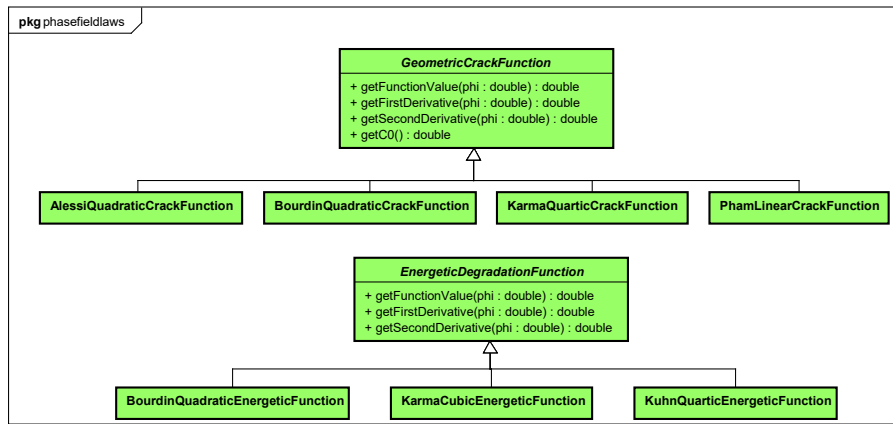 pkg phasefieldlaws
GeometricCrackFunction
+ getFunctionValue(phi : double) : double
+ getFirstDerivative(phi : double) : double
+ getSecondDerivative(phi : double) : double
+ getC0() : double
AlessiQuadraticCrackFunction
BourdinQuadraticCrackFunction
KarmaQuarticCrackFunction
PhamLinearCrackFunction
EnergeticDegradationFunction
+ getFunctionValue(phi : double) : double
+ getFirstDerivative(phi : double) : double
+ getSecondDerivative(phi : double) : double
BourdinQuadraticEnergeticFunction
KarmaCubicEnergeticFunction
KuhnQuarticEnergeticFunction